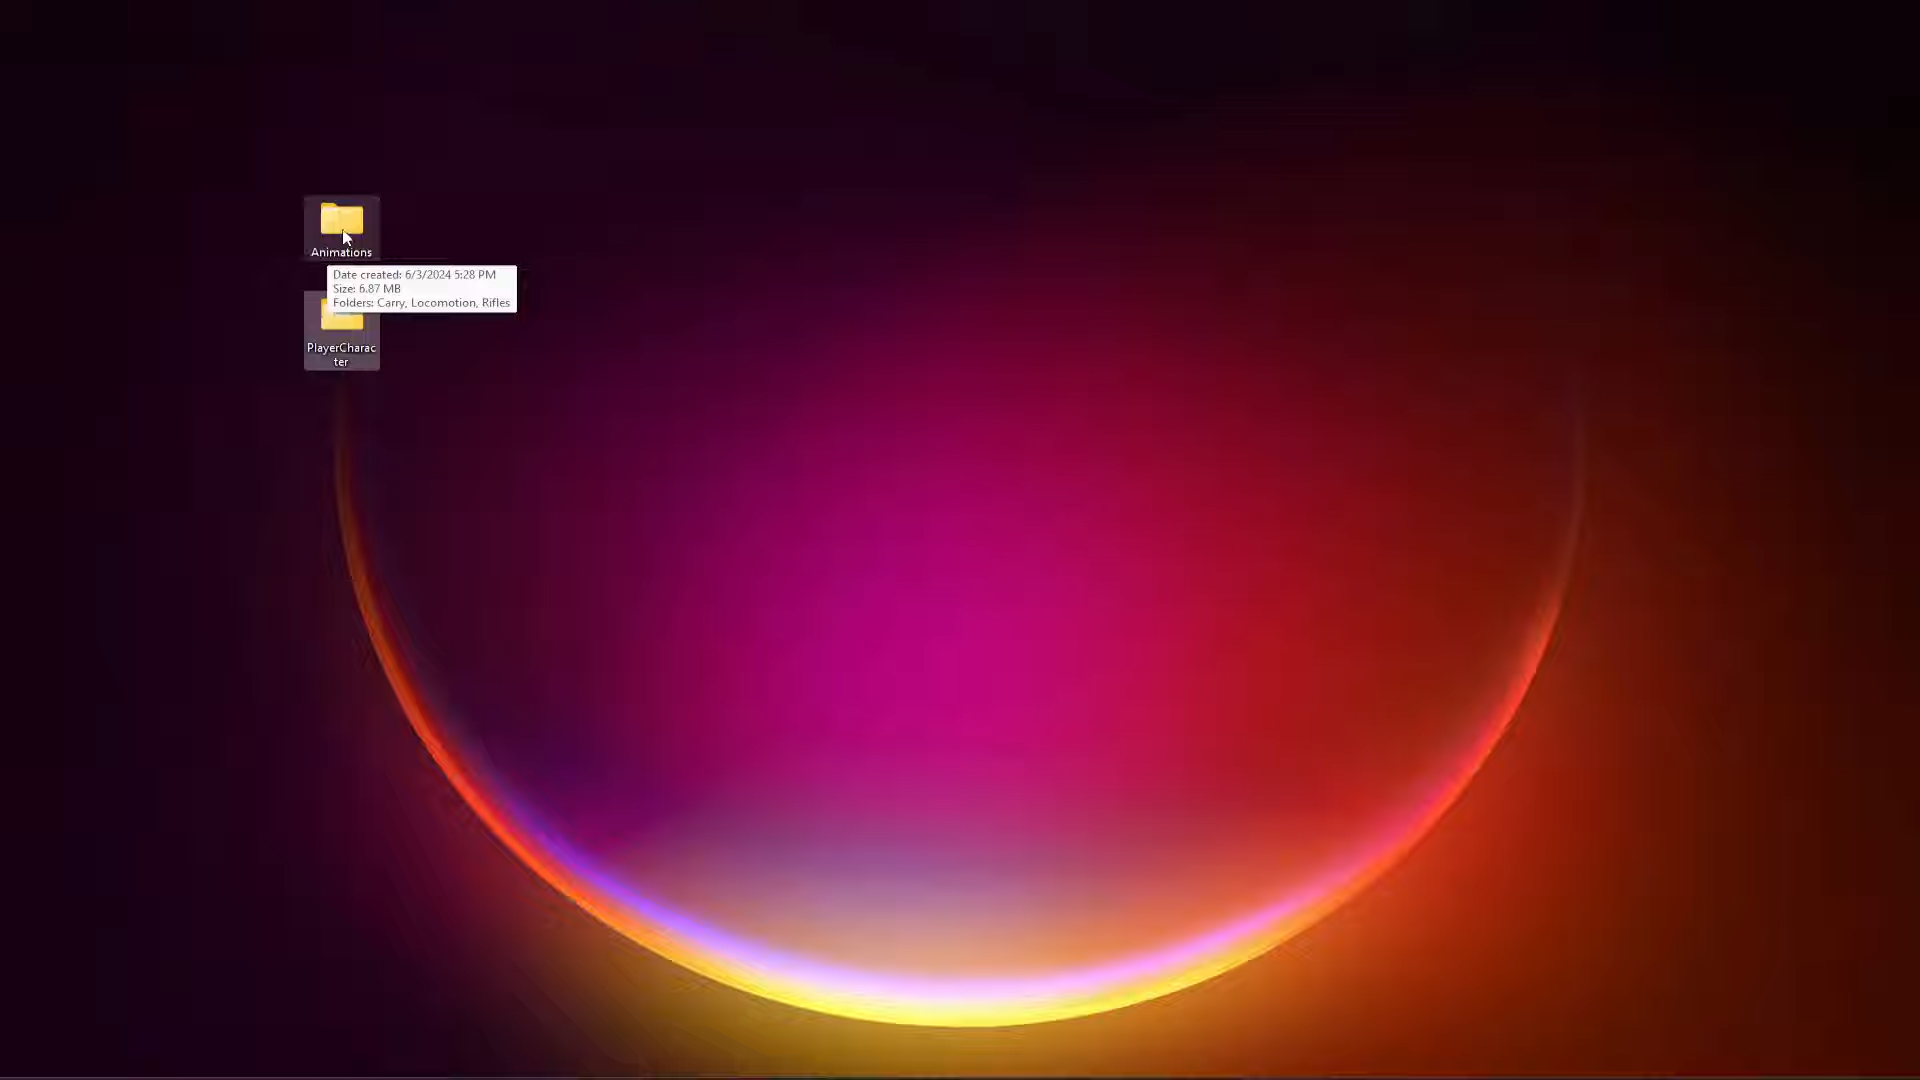 Animations
Date created: 6/3/2024 5:28 PM
Size: 6.87 MB
Folders: Carry, Locomotion, Rifles
PlayerCharac
ter